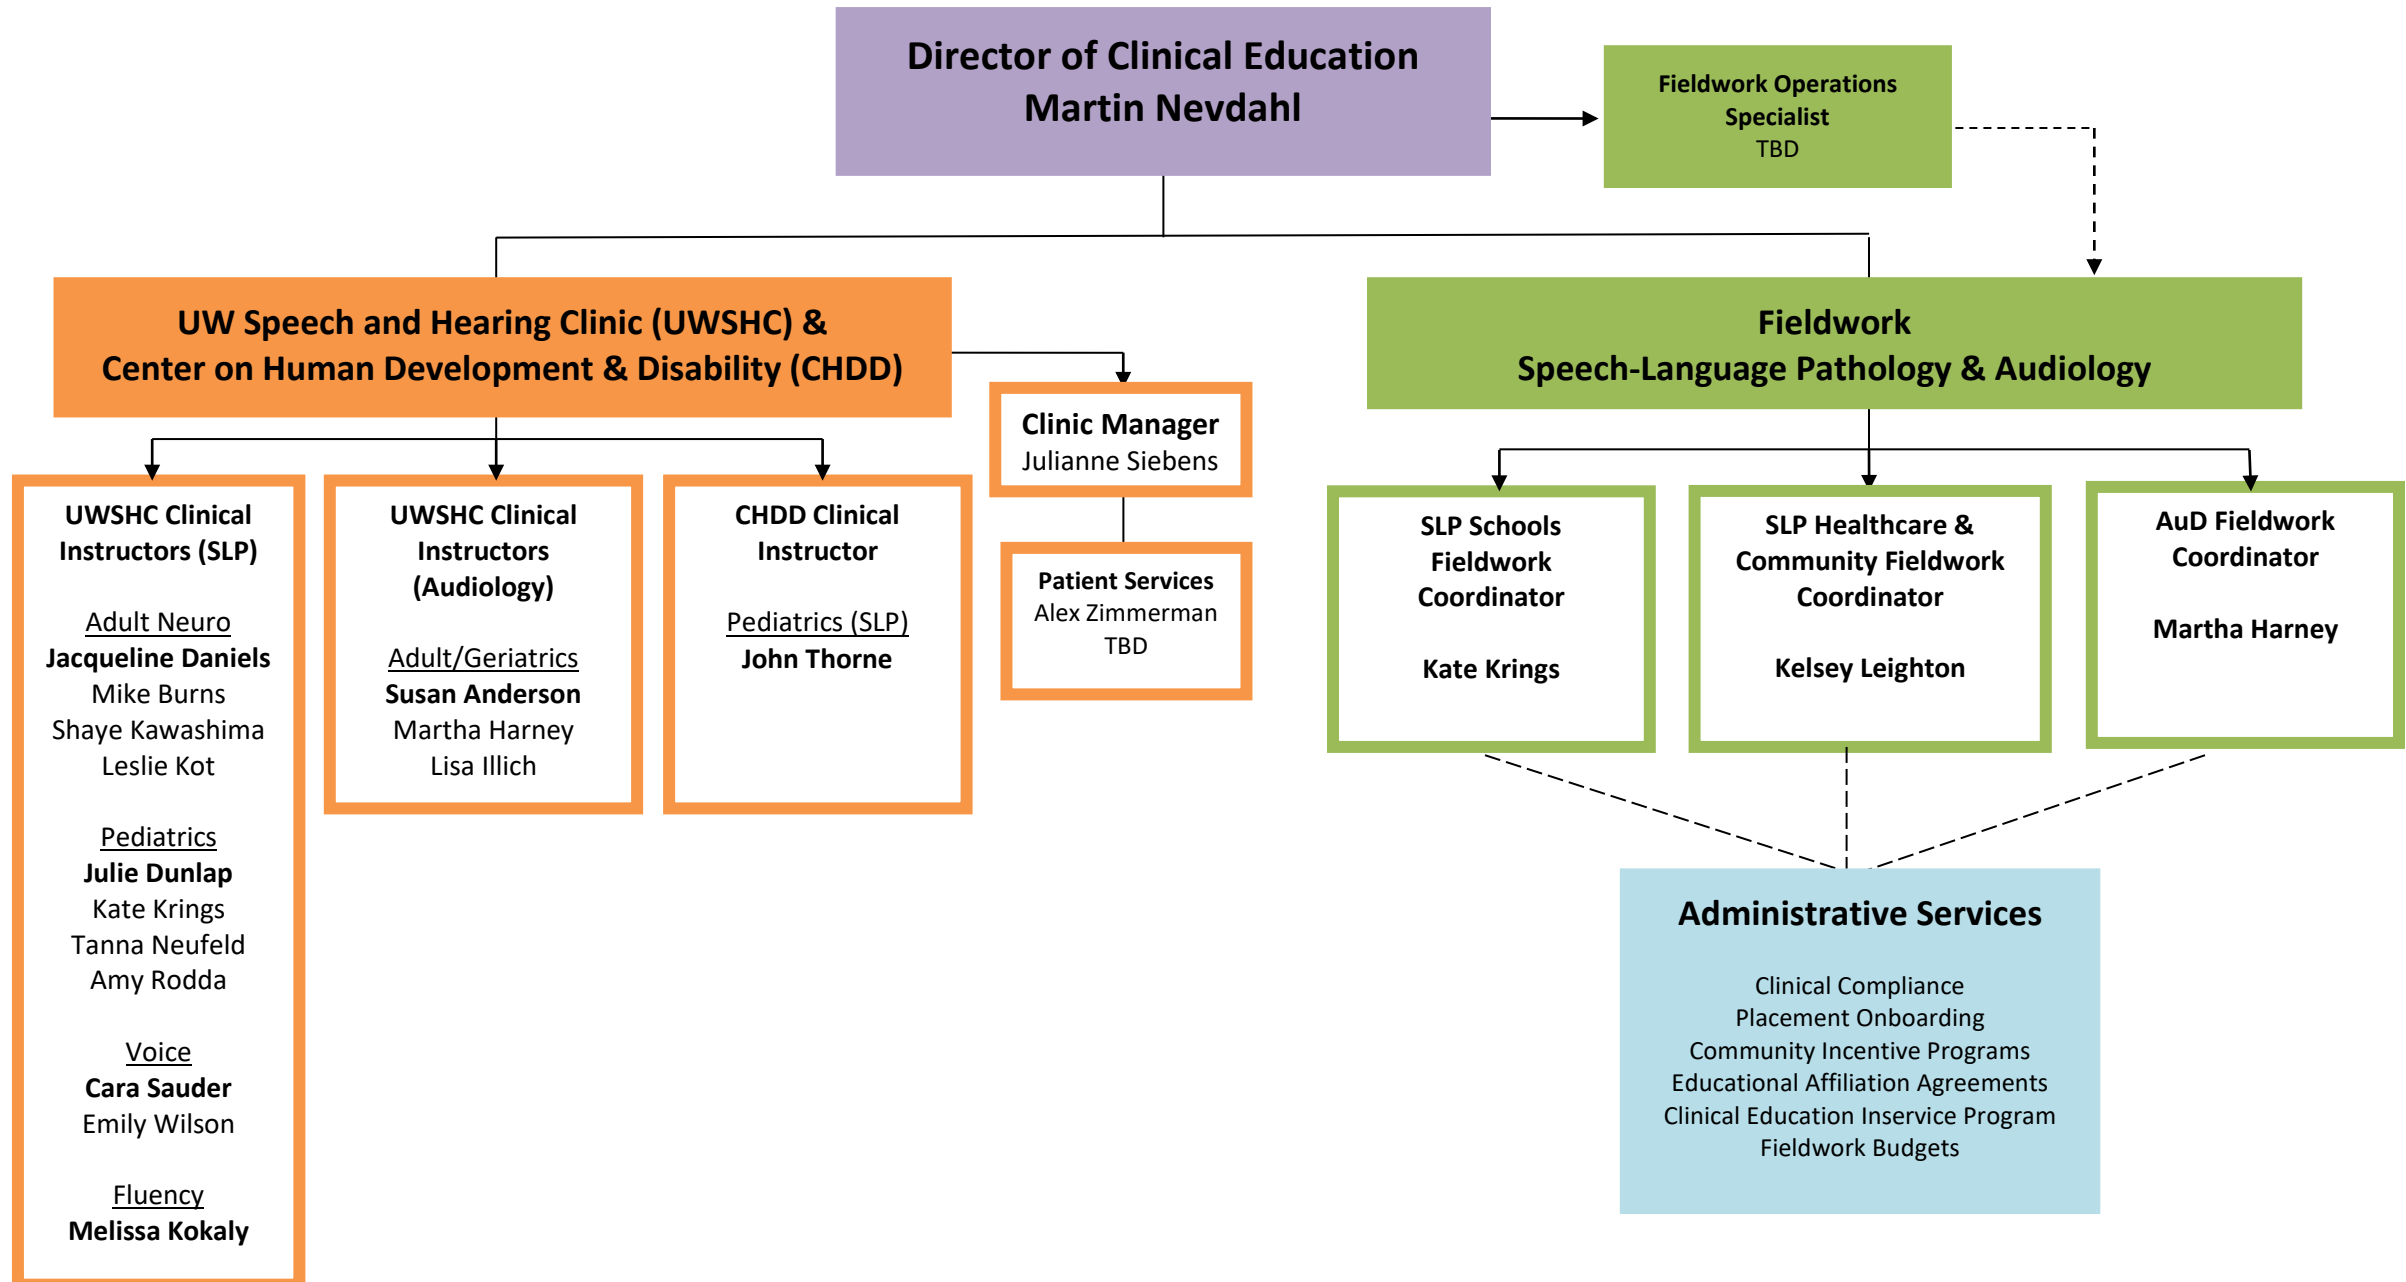 Director of Clinical Education
Martin Nevdahl
Fieldwork Operations
Specialist
TBD
UW Speech and Hearing Clinic (UWSHC) &
Center on Human Development & Disability (CHDD)
Fieldwork
Speech-Language Pathology & Audiology
Clinic Manager
Julianne Siebens
Patient Services
Alex Zimmerman
TBD
UWSHC Clinical
Instructors (SLP)
Adult Neuro
Jacqueline Daniels
Mike Burns
Shaye Kawashima
Leslie Kot
Pediatrics
Julie Dunlap
Kate Krings
Tanna Neufeld
Amy Rodda
Voice
Cara Sauder
Emily Wilson
Fluency
Melissa Kokaly
UWSHC Clinical
Instructors
(Audiology)
Adult/Geriatrics
Susan Anderson
Martha Harney
Lisa Illich
CHDD Clinical
Instructor
Pediatrics (SLP)
John Thorne
SLP Schools
Fieldwork
Coordinator
Kate Krings
SLP Healthcare &
Community Fieldwork
Coordinator
Kelsey Leighton
AuD Fieldwork
Coordinator
Martha Harney
Administrative Services
Clinical Compliance
Placement Onboarding
Community Incentive Programs
Educational Affiliation Agreements
Clinical Education Inservice Program
Fieldwork Budgets